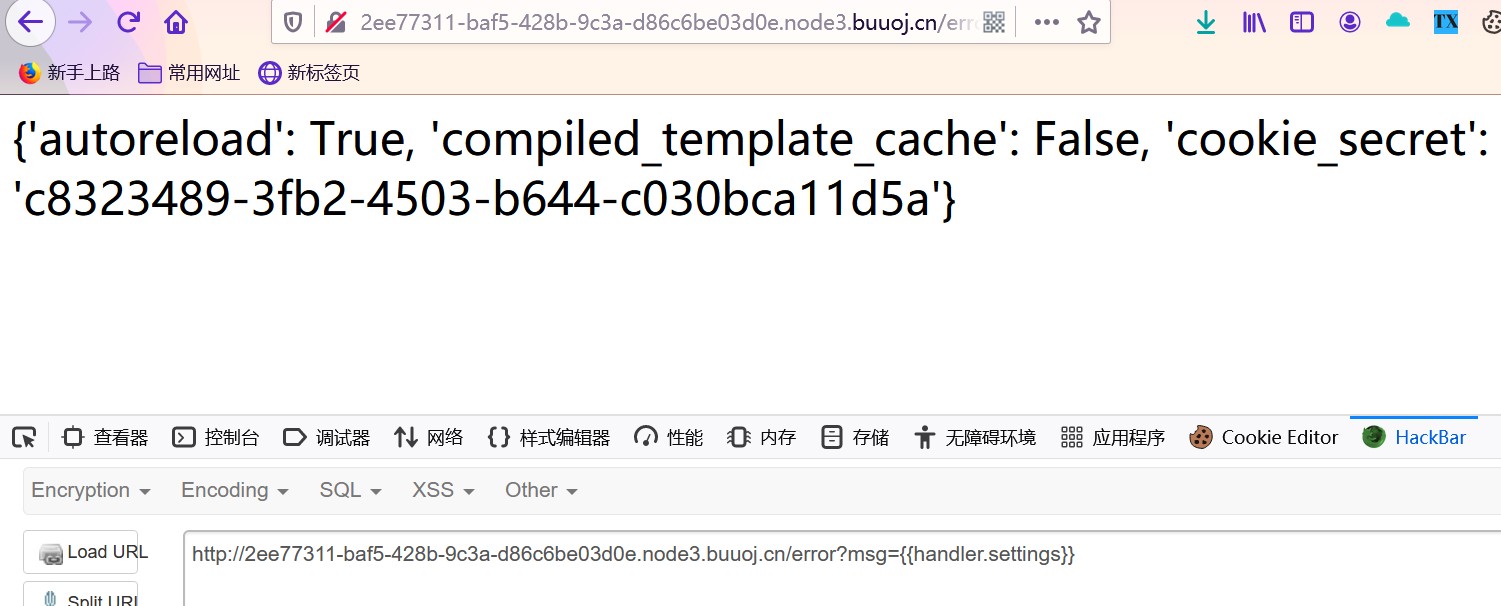 2ee77311-baf5-428b-9c3a-d86c6be03d0e.node3.buuoj.cn/erro
TX
新手上路 常用网址 新标签页
{'autoreload': True, 'compiled_template_cache': False, 'cookie_secret':
'c8323489-3fb2-4503-b644-c030bca11d5a'}
查看器 控制台 调试器 网络 样式编辑器 性能 内存 存储 无障碍环境 应用程序 Cookie Editor HackBar
Encryption Encoding SQL XSS Other
Load URL
http://2ee77311-baf5-428b-9c3a-d86c6be03d0e.node3.buuoj.cn/error?msg={{handler.settings}}
Split URL